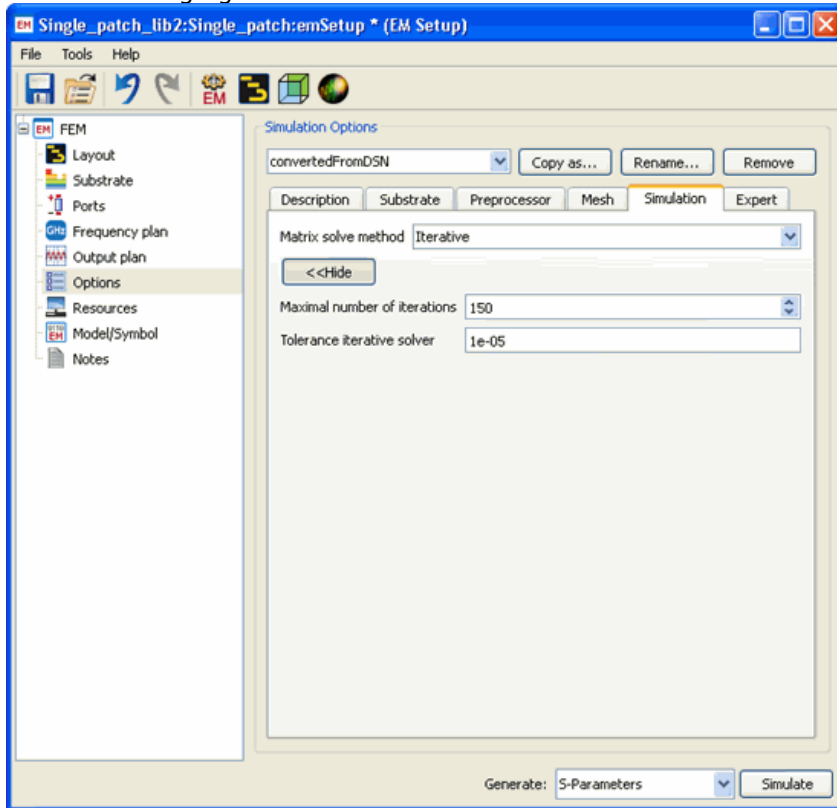 Single_patch_lib2:Single_patch:emSetup * (EM Setup)
File Tools Help
EM
FEM
Layout
Substrate
Ports
Frequency plan
Output plan
Options
Resources
Model/Symbol
Notes
Simulation Options
convertedFromDSN Copy as... Rename... Remove
Description Substrate Preprocessor Mesh Simulation Expert
Matrix solve method Iterative
<<Hide
Maximal number of iterations 150
Tolerance iterative solver 1e-05
Generate: S-Parameters Simulate